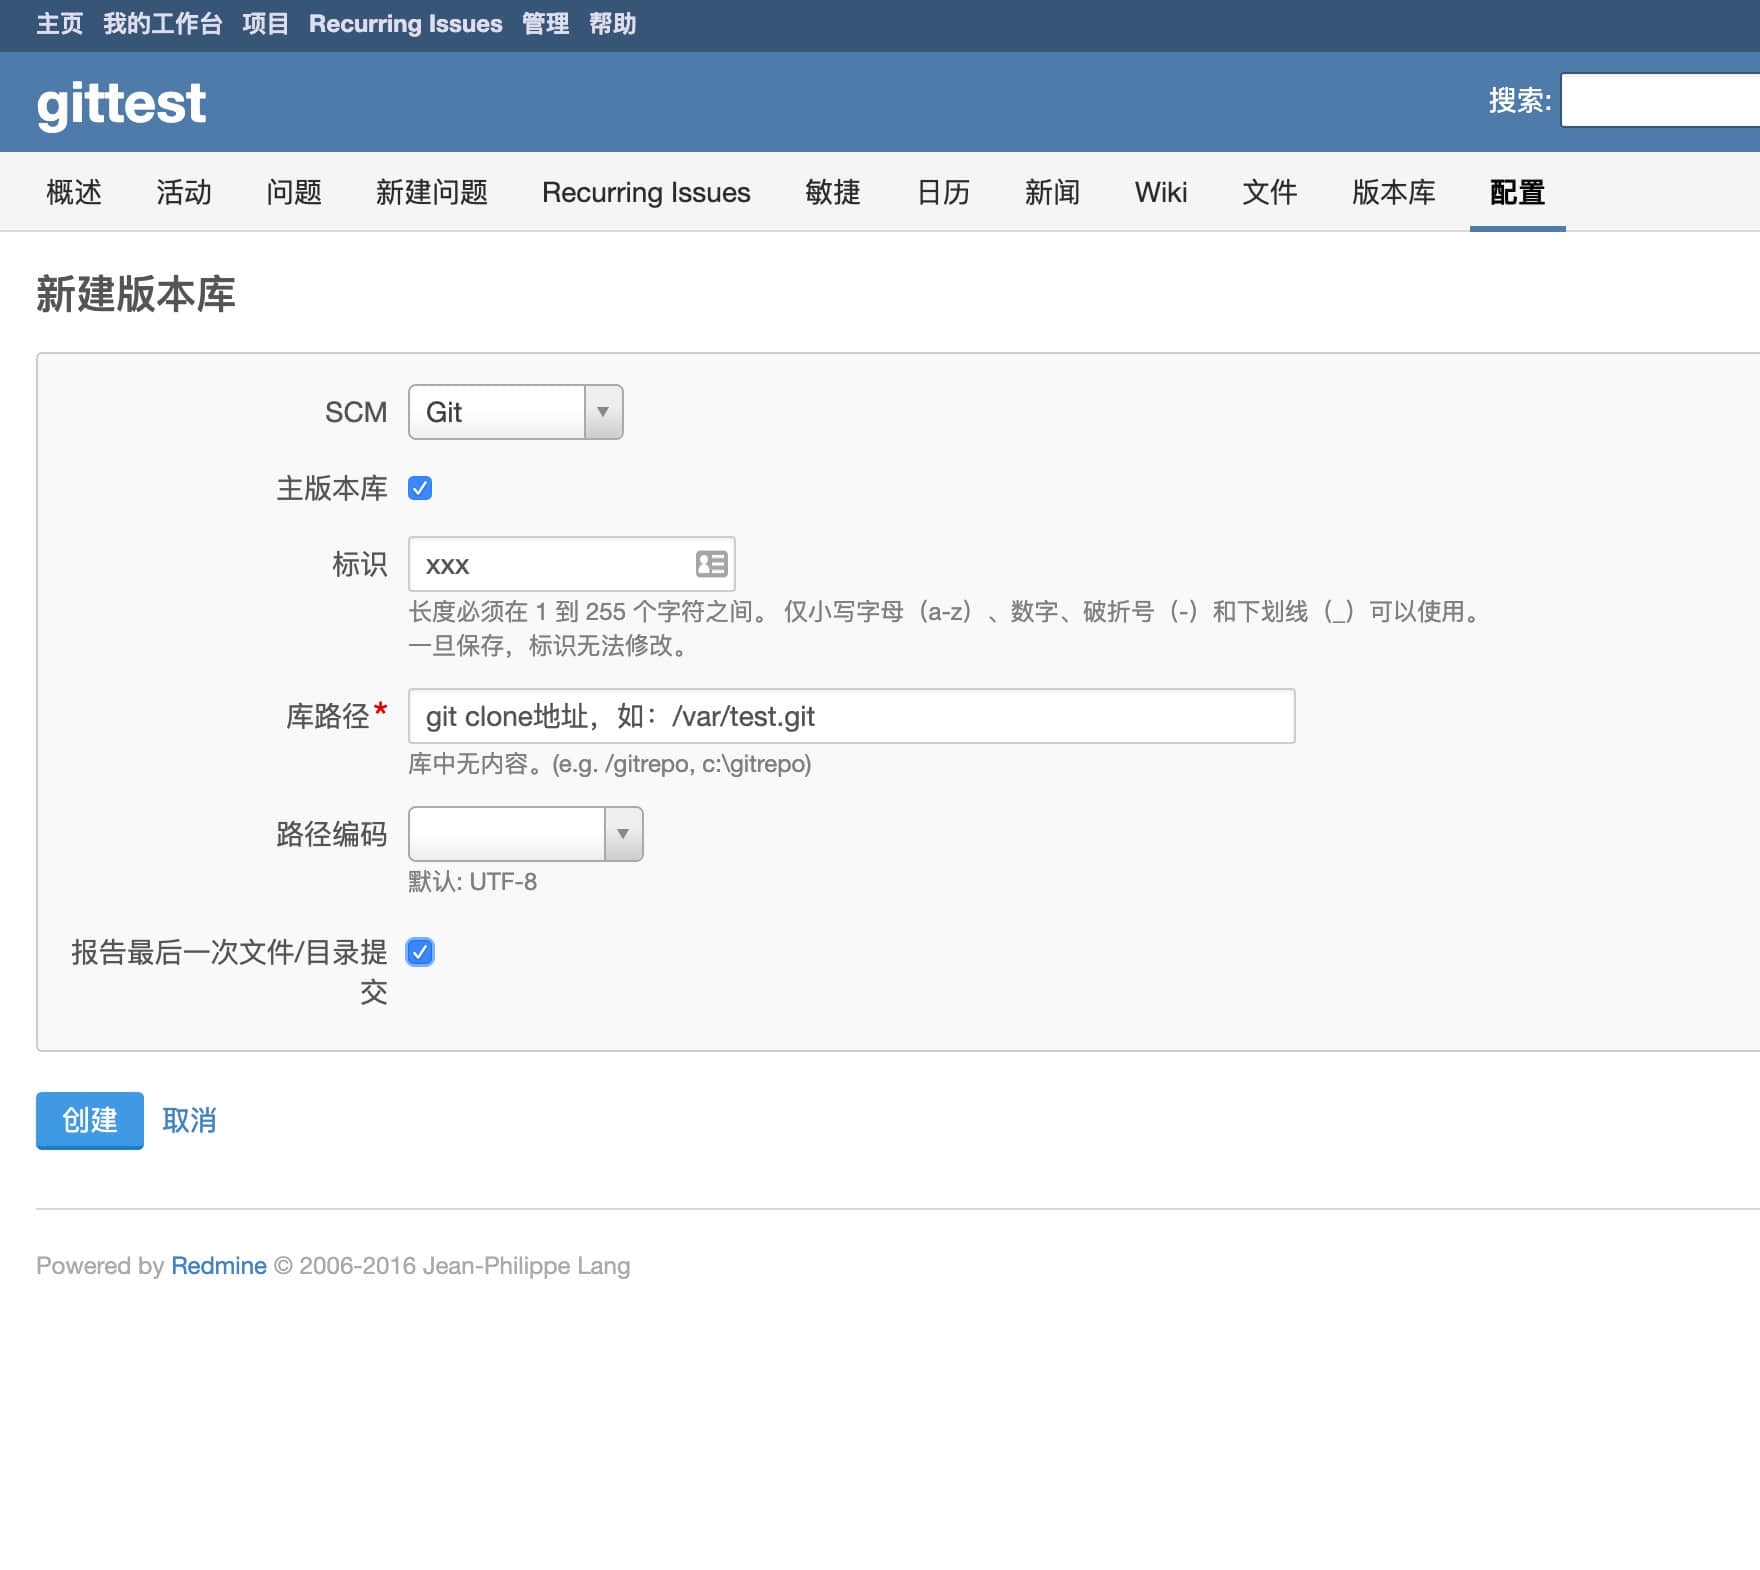 主页 我的工作台 项目 Recurring Issues 管理 帮助
gittest
搜索:
概述 活动 问题 新建问题 Recurring Issues 敏捷 日历 新闻 Wiki 文件 版本库 配置
新建版本库
SCM Git
主版本库
标识 xxx
长度必须在 1 到 255 个字符之间。 仅小写字母（a-z）、数字、破折号（-）和下划线（_）可以使用。
一旦保存，标识无法修改。
库路径* git clone地址，如：/var/test.git
库中无内容。(e.g. /gitrepo, c:\gitrepo)
路径编码
默认: UTF-8
报告最后一次文件/目录提
交
创建 取消
Powered by Redmine © 2006-2016 Jean-Philippe Lang